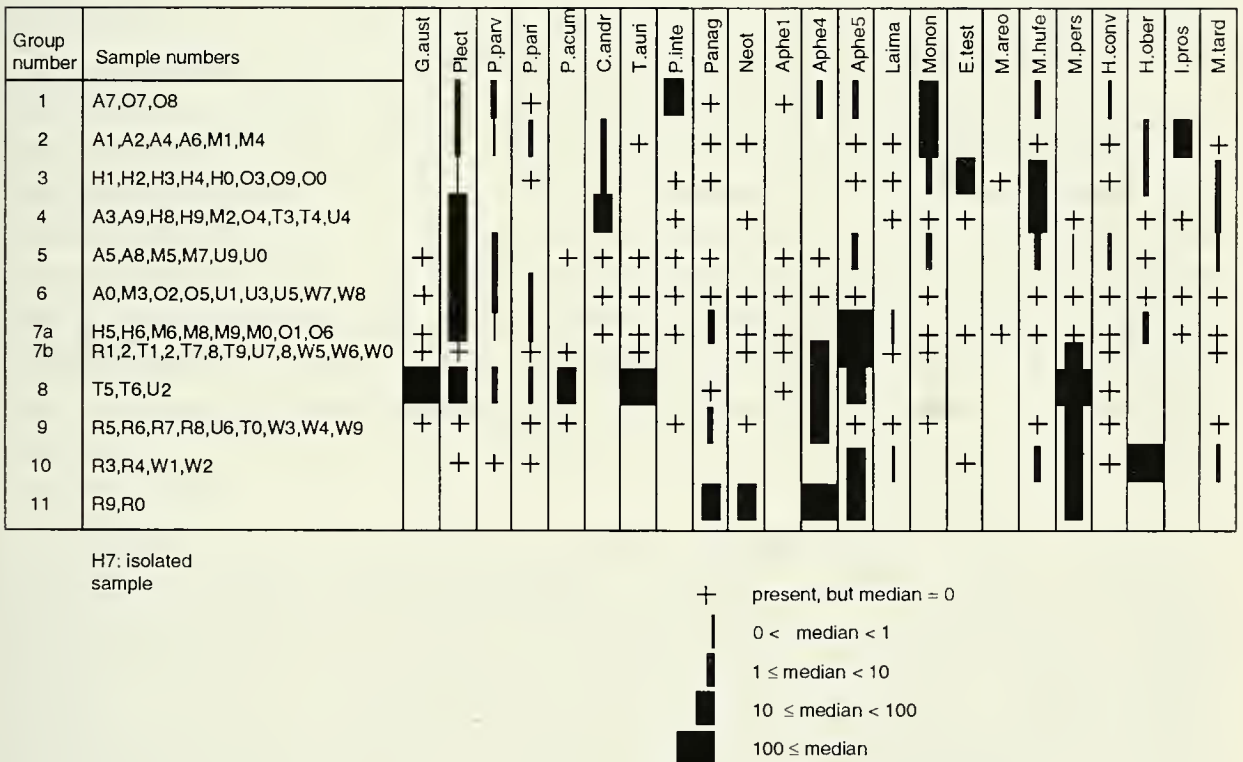 Group number Sample numbers G.aust Plect P.parv P.pari P.acum C.andr T.auri P.inte Panag Neot Aphe1 Aphe4 Aphe5 Laima Monon E.test M.areo M.hufe M.pers H.conv H.ober I.pros M.tard
1 A7,O7,O8 + + +
2 A1,A2,A4,A6,M1,M4 + + + + + + + +
3 H1,H2,H3,H4,H0,O3,O9,O0 + + + + + + +
4 A3,A9,H8,H9,M2,O4,T3,T4,U4 + + + + + + + + +
5 A5,A8,M5,M7,U9,U0 + + + + + + + + +
6 A0,M3,O2,O5,U1,U3,U5,W7,W8 + + + + + + + + + + + + + + +
7a H5,H6,M6,M8,M9,M0,O1,O6 + + + + + + + + + + + + + +
7b R1,2,T1,2,T7,8,T9,U7,8,W5,W6,W0 + + + + + + + + + + +
8 T5,T6,U2 + + +
9 R5,R6,R7,R8,U6,T0,W3,W4,W9 + + + + + + + + + + + +
10 R3,R4,W1,W2 + + + + +
11 R9,R0
H7: isolated
sample
+ present, but median = 0
0 < median < 1
1 ≤ median < 10
10 ≤ median < 100
100 ≤ median